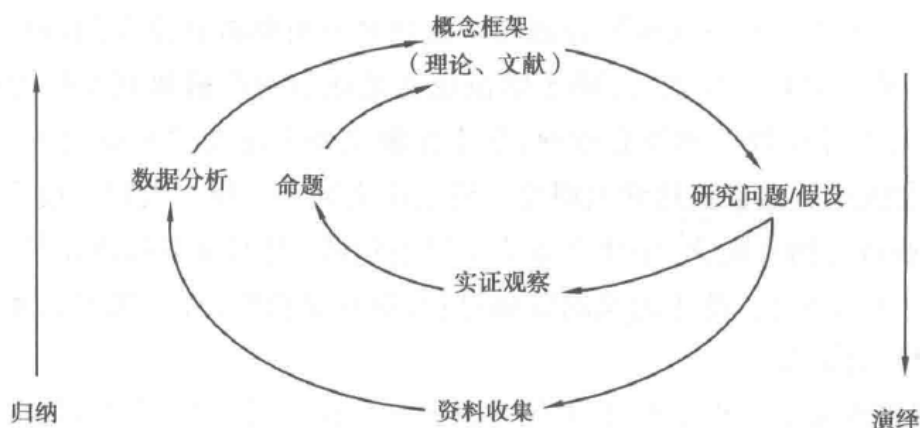 概念框架
（理论、文献）
数据分析
命题
研究问题/假设
实证观察
归纳
资料收集
演绎